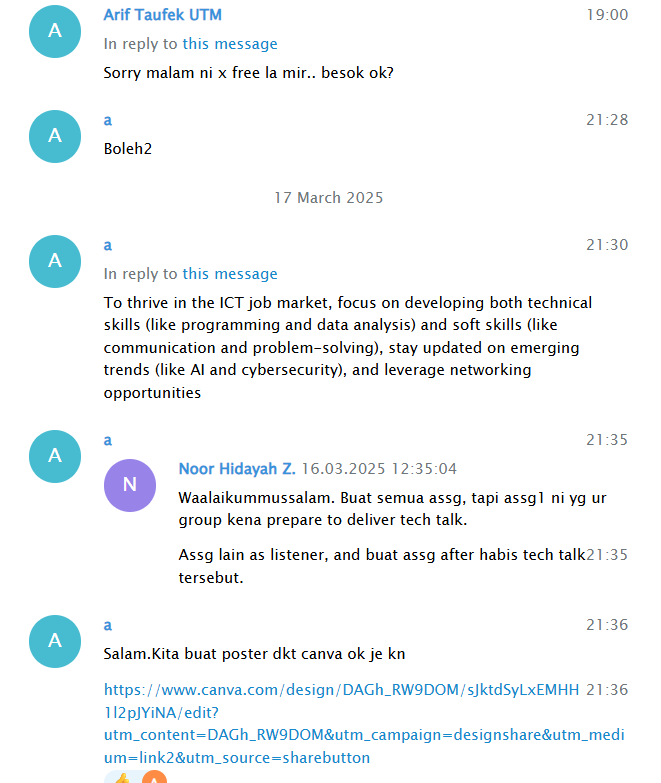 A
Arif Taufek UTM
19:00
In reply to this message
Sorry malam ni x free la mir.. besok ok?
A
a
21:28
Boleh2
17 March 2025
A
a
21:30
In reply to this message
To thrive in the ICT job market, focus on developing both technical
skills (like programming and data analysis) and soft skills (like
communication and problem-solving), stay updated on emerging
trends (like AI and cybersecurity), and leverage networking
opportunities
A
a
21:35
N
Noor Hidayah Z. 16.03.2025 12:35:04
Waalaikummussalam. Buat semua assg, tapi assg1 ni yg ur
group kena prepare to deliver tech talk.
Assg lain as listener, and buat assg after habis tech talk
21:35
tersebut.
A
a
21:36
Salam.Kita buat poster dkt canva ok je kn
https://www.canva.com/design/DAGh_RW9DOM/sJktdSyLxEMHH
21:36
1l2pJYiNA/edit?
utm_content=DAGh_RW9DOM&utm_campaign=designshare&utm_medi
um=link2&utm_source=sharebutton
A